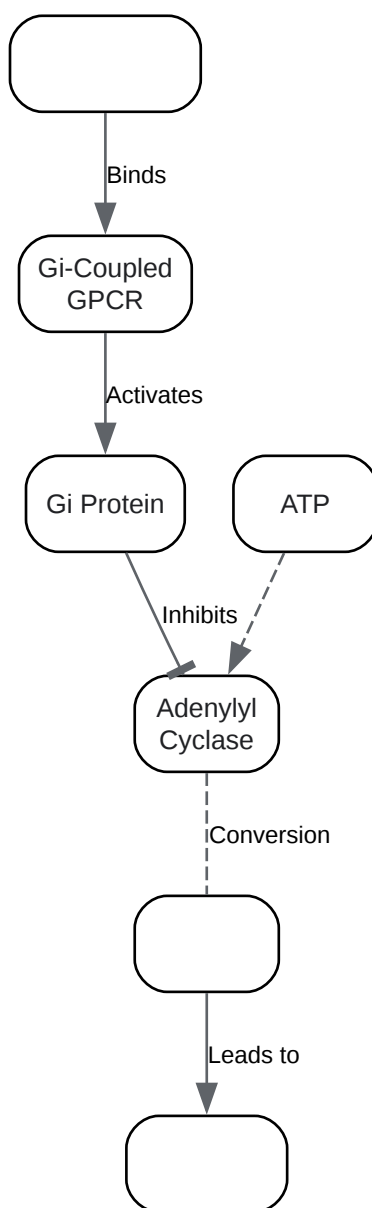 Binds
Gi-Coupled
GPCR
Activates
Gi Protein
ATP
Inhibits
Adenylyl
Cyclase
Conversion
Leads to